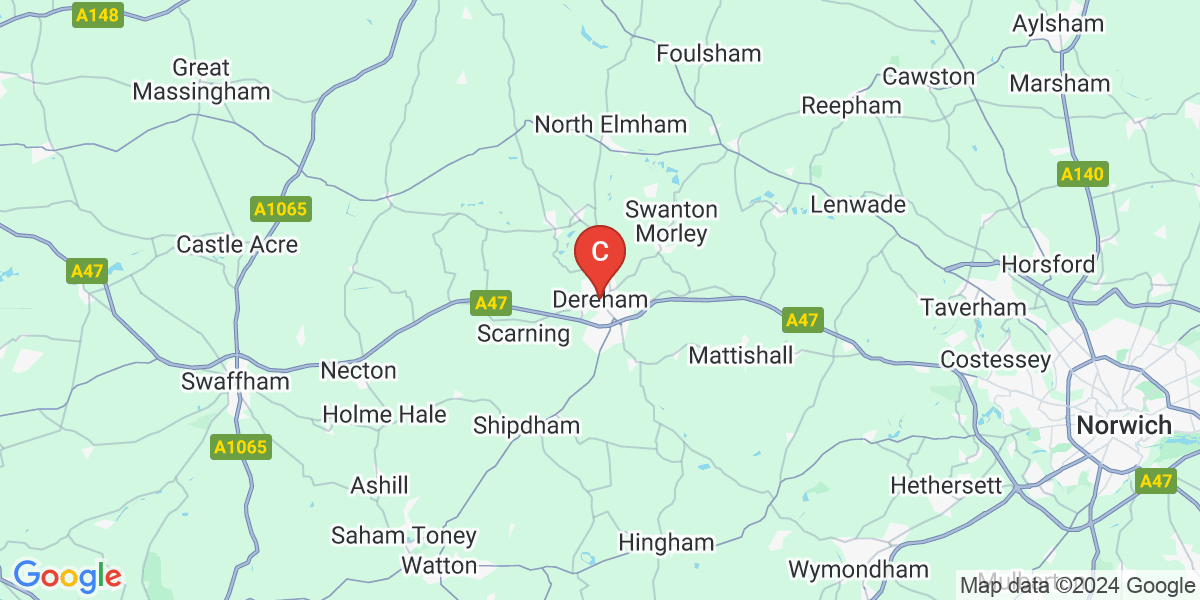 A148
Aylsham
Foulsham
Great
Massingham
Cawston
Marsham
Reepham
North Elmham
A140
A1065
Swanton
Morley
Lenwade
Castle Acre
C
Horsford
A47
Dereham
A47
Taverham
A47
Scarning
Mattishall
Costessey
Necton
Swaffham
Holme Hale
Shipdham
Norwich
A1065
Ashill
Hethersett
A47
Saham Toney
Hingham
Watton
Wymondham
Google
Map data ©2024 Google